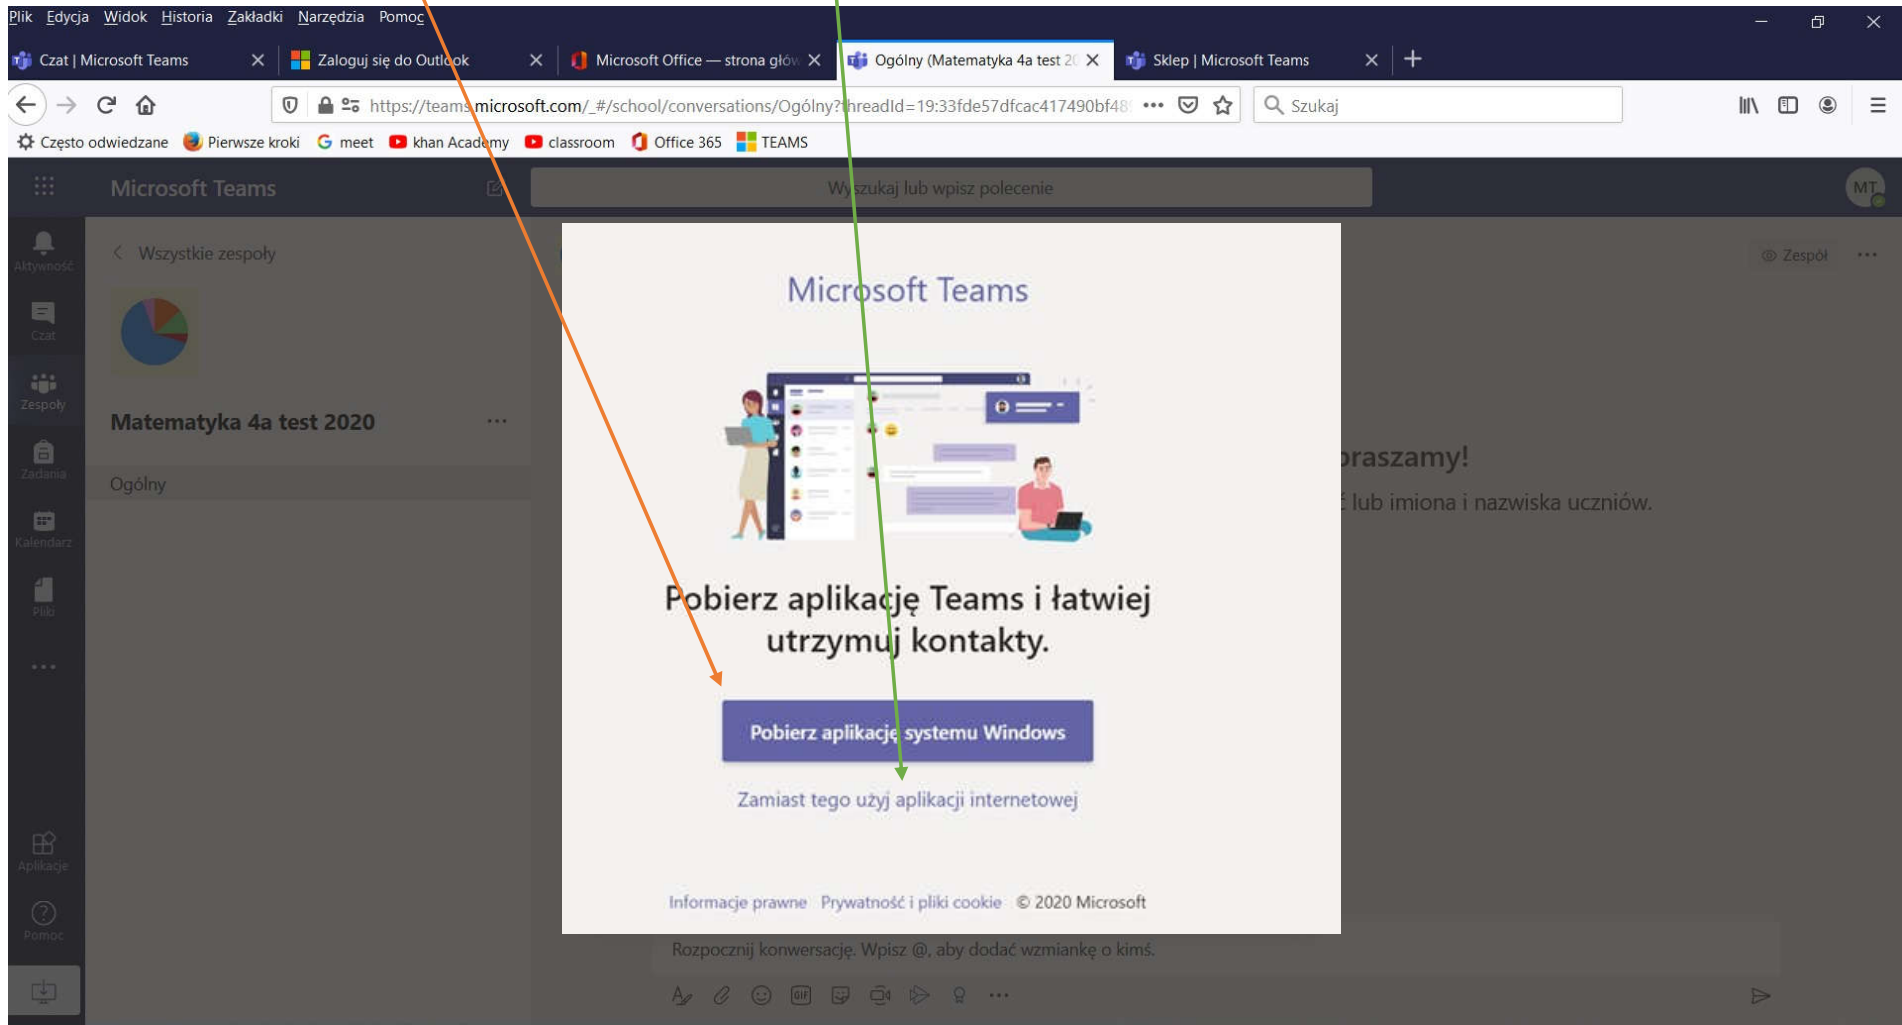 Plik Edycja Widok Historia Zakładki Narzędzia Pomoc
Czat | Microsoft Teams
Zaloguj się do Outlook
Microsoft Office — strona głów
Ogólny (Matematyka 4a test 20
Sklep | Microsoft Teams
https://teams.microsoft.com/_#/school/conversations/Ogólny?threadId=19:33fde57dfcac417490bf48
Szukaj
Często odwiedzane Pierwsze kroki meet khan Academy classroom Office 365 TEAMS
Microsoft Teams
Wyszukaj lub wpisz polecenie
MT
Aktywność
Czat
Zespoły
Zadania
Kalendarz
Pliki
Aplikacje
Pomoc
Wszystkie zespoły
Matematyka 4a test 2020
Ogólny
Zespół
praszamy!
ć lub imiona i nazwiska uczniów.
Microsoft Teams
Pobierz aplikację Teams i łatwiej
utrzymuj kontakty.
Pobierz aplikację systemu Windows
Zamiast tego użyj aplikacji internetowej
Informacje prawne Prywatność i pliki cookie © 2020 Microsoft
Rozpocznij konwersację. Wpisz @, aby dodać wzmiankę o kimś.
GIF